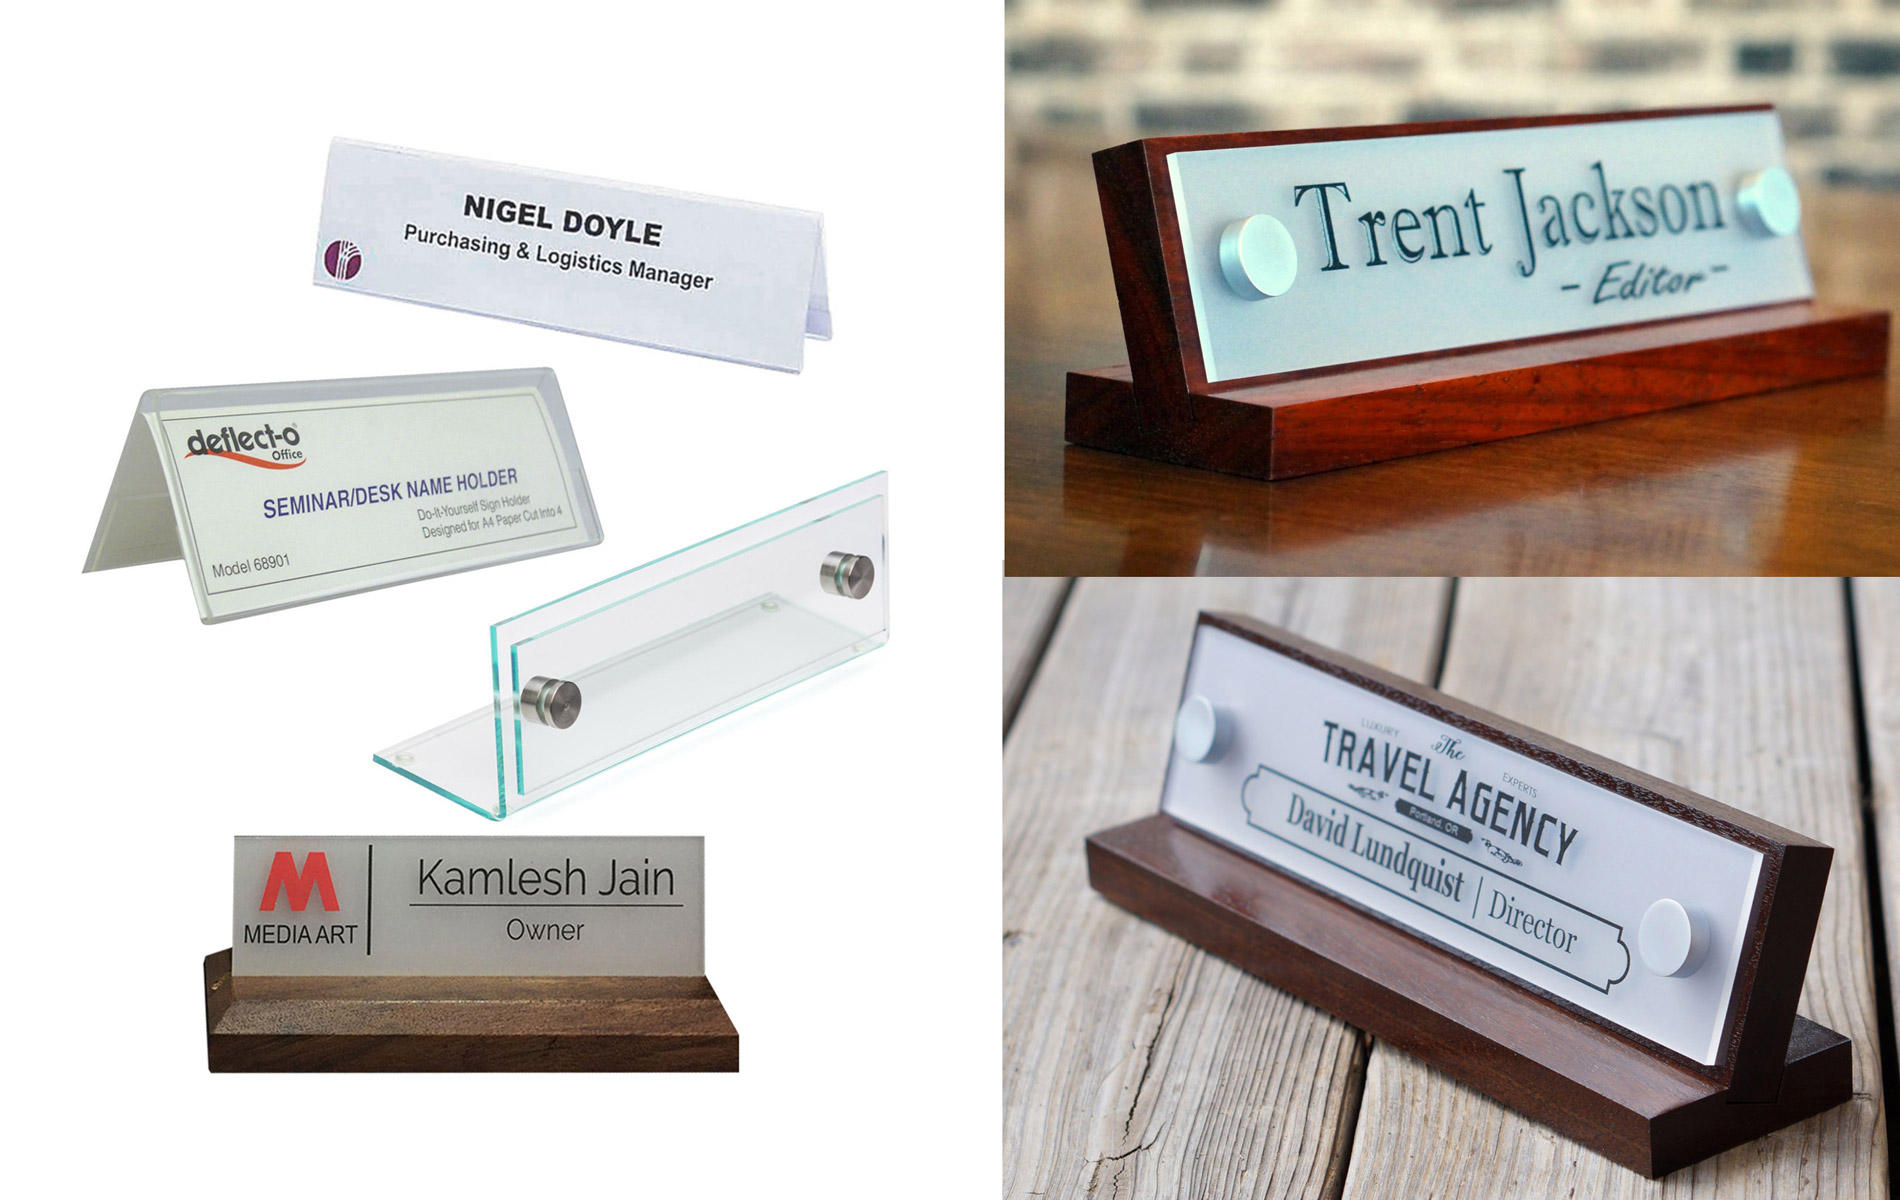 NIGEL DOYLE
Purchasing & Logistics Manager
deflect-o
Office
SEMINAR/DESK NAME HOLDER
Do-It-Yourself Sign Holder
Designed for A4 Paper Cut Into 4
Model 68901
M
MEDIA ART
Kamlesh Jain
Owner
Trent Jackson
- Editor -
LUXURY
The
EXPERTS
TRAVEL AGENCY
Portland, OR
David Lundquist | Director